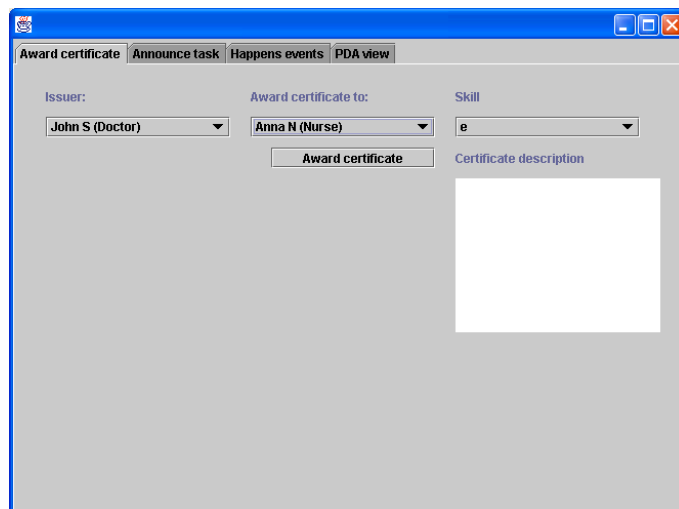 Award certificate Announce task Happens events PDA view
Issuer: Award certificate to: Skill
John S (Doctor) Anna N (Nurse) e
Award certificate Certificate description